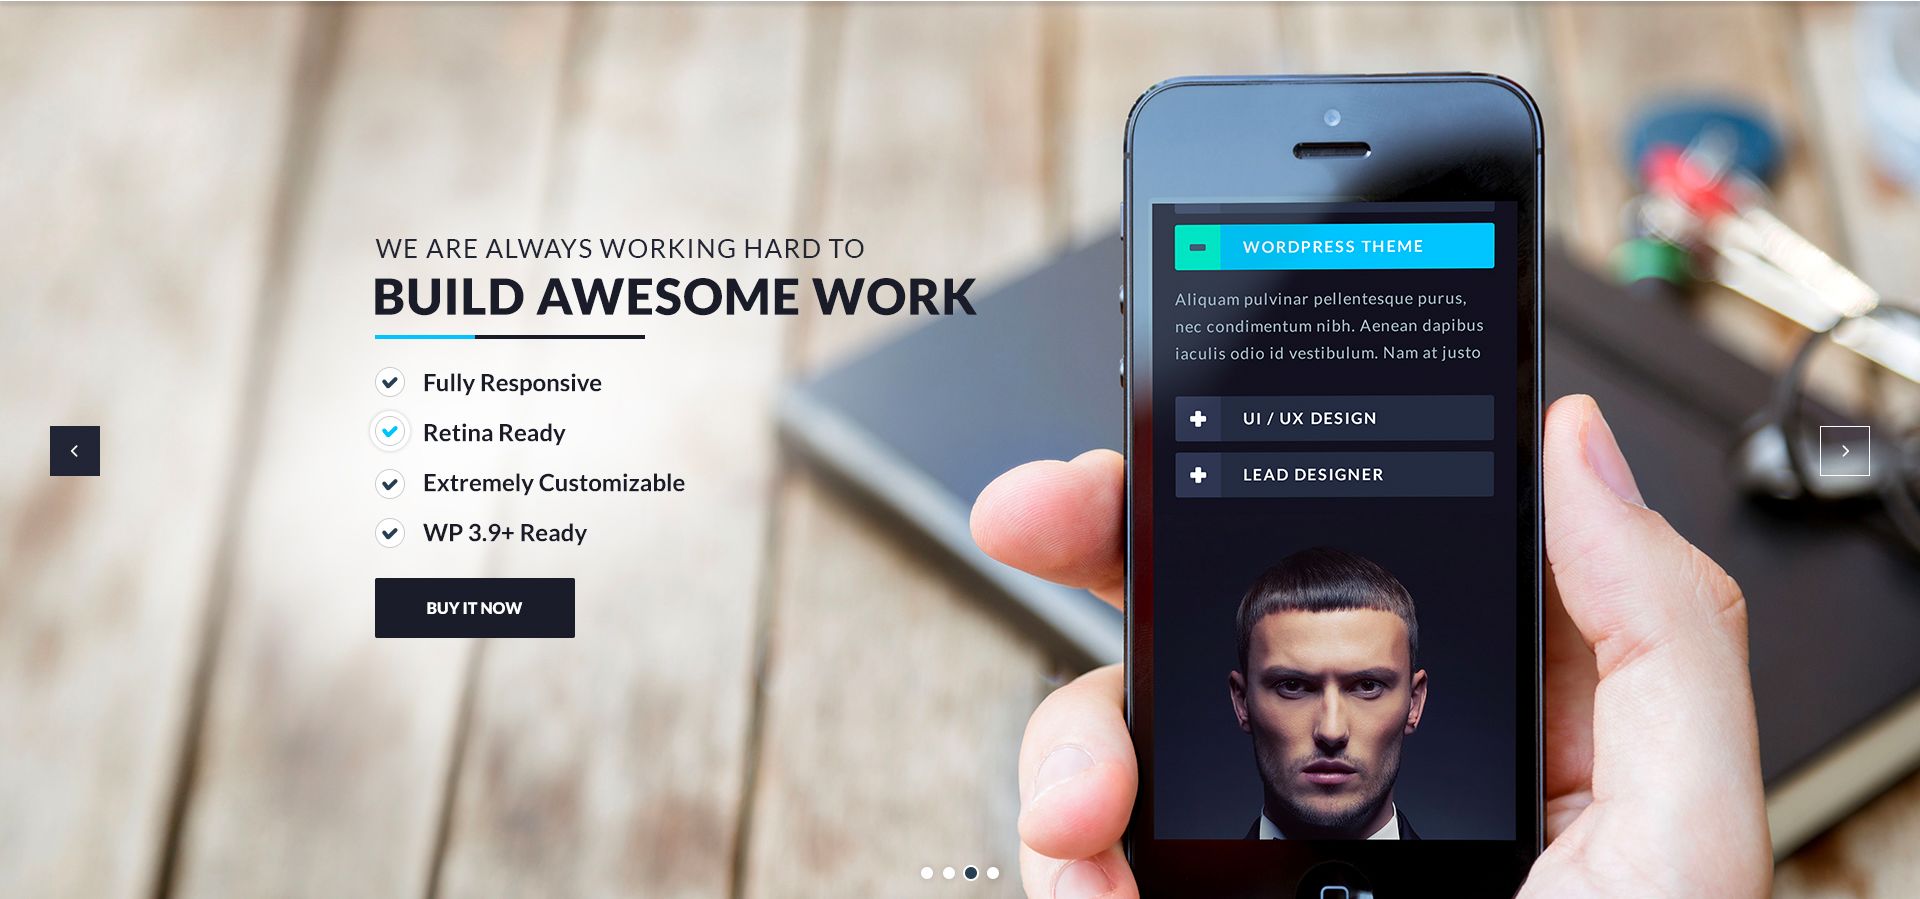 WE ARE ALWAYS WORKING HARD TO
BUILD AWESOME WORK
Fully Responsive
Retina Ready
Extremely Customizable
WP 3.9+ Ready
BUY IT NOW
WORDPRESS THEME
Aliquam pulvinar pellentesque purus,
nec condimentum nibh. Aenean dapibus
iaculis odio id vestibulum. Nam at justo
UI / UX DESIGN
LEAD DESIGNER